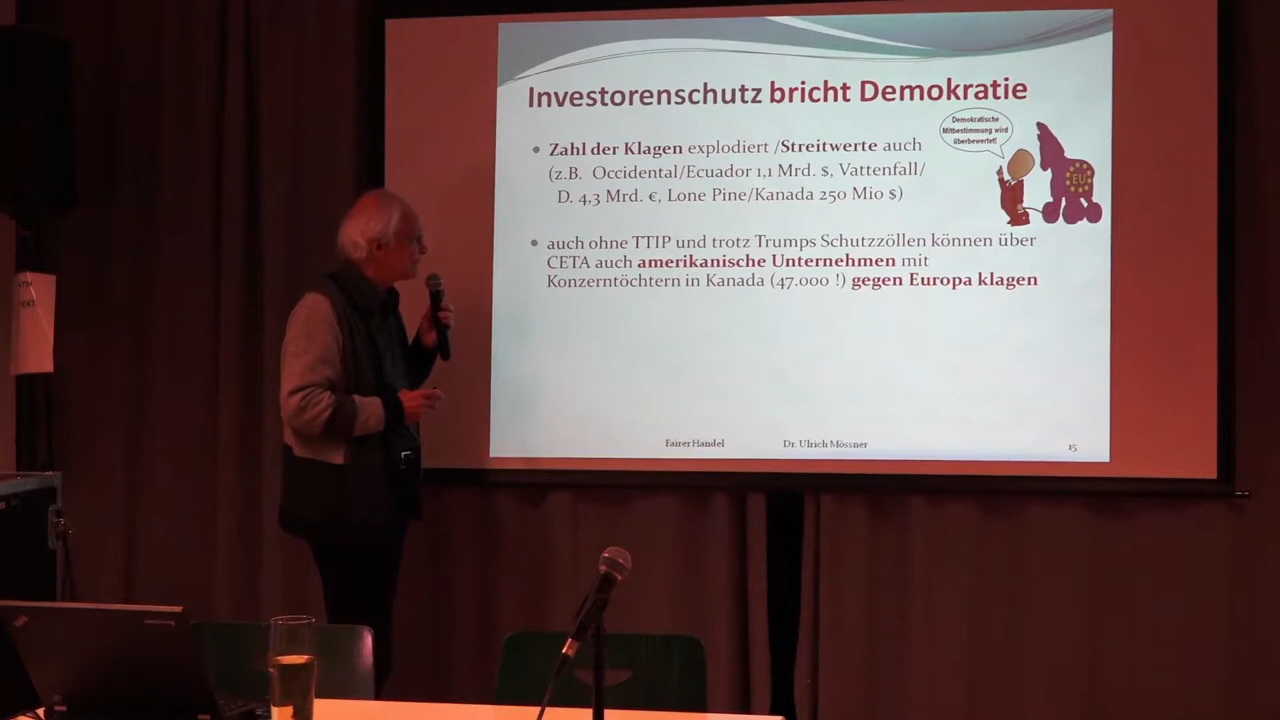 Investorenschutz bricht Demokratie
Demokratische
Mitbestimmung wird
überbewertet!
• Zahl der Klagen explodiert /Streitwerte auch
(z.B. Occidental/Ecuador 1,1 Mrd. $, Vattenfall/
D. 4,3 Mrd. €, Lone Pine/Kanada 250 Mio $)
EU
• auch ohne TTIP und trotz Trumps Schutzzöllen können über
CETA auch amerikanische Unternehmen mit
Konzerntöchtern in Kanada (47.000 !) gegen Europa klagen
FairerHandel Dr. Ulrich Mössner 15